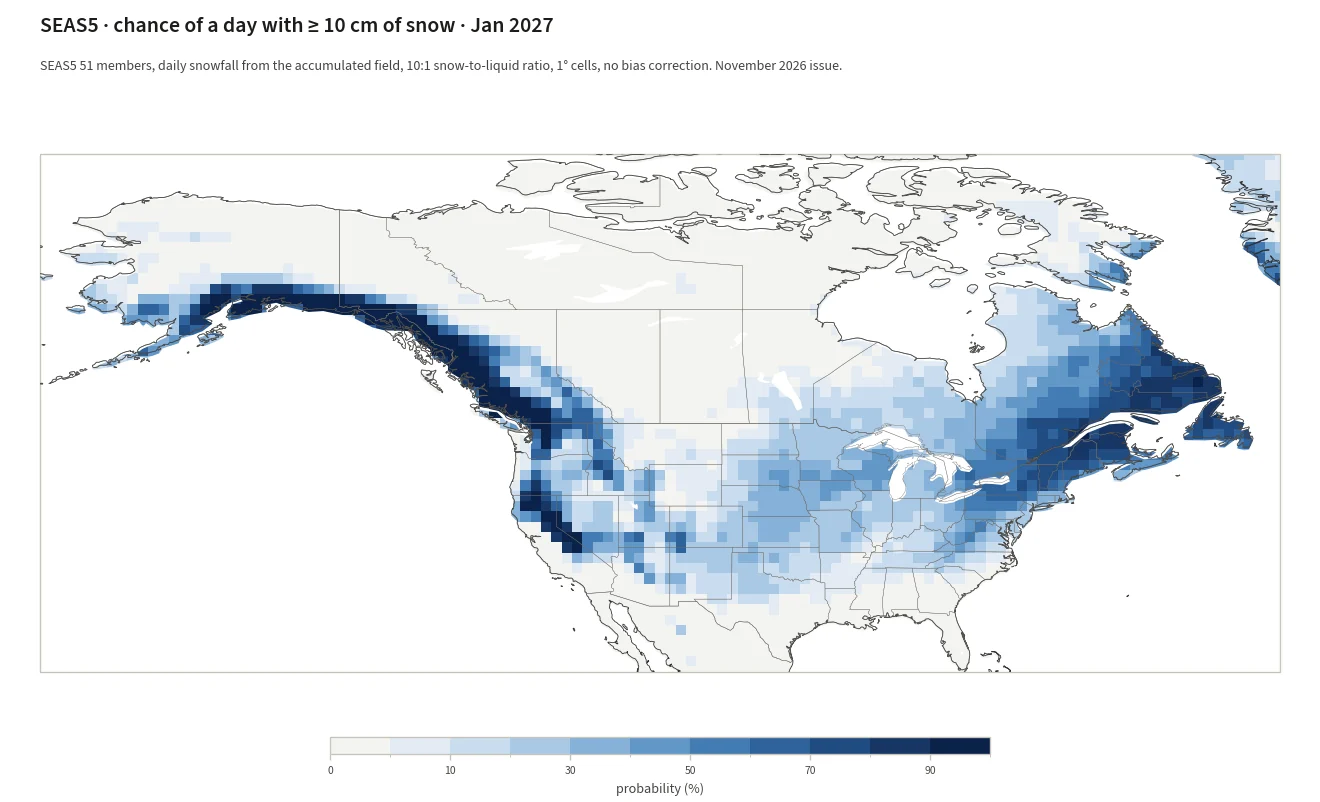 SEAS5 · chance of a day with ≥ 10 cm of snow · Jan 2027
SEAS5 51 members, daily snowfall from the accumulated field, 10:1 snow-to-liquid ratio, 1° cells, no bias correction. November 2026 issue.
0 10 30 50 70 90
probability (%)